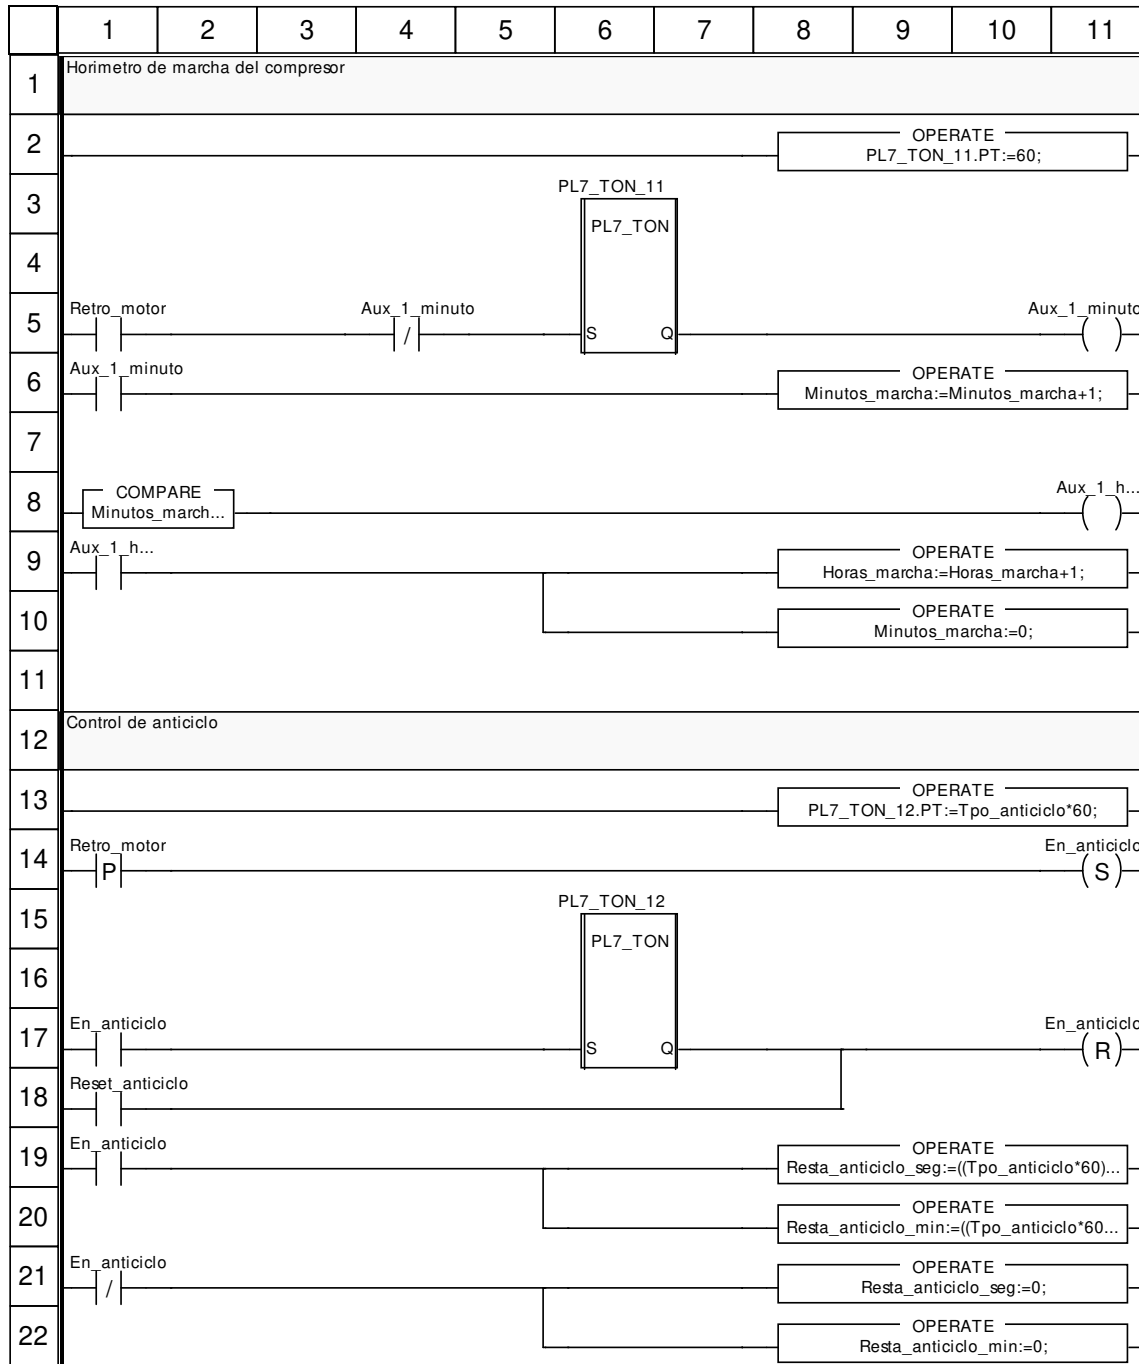 1 2 3 4 5 6 7 8 9 10 11
1
Horimetro de marcha del compresor
2
OPERATE
PL7_TON_11.PT:=60;
3
PL7_TON_11
PL7_TON
4
5
Retro_motor
Aux_1_minuto
/
S
Q
Aux_1_minuto
6
Aux_1_minuto
OPERATE
Minutos_marcha:=Minutos_marcha+1;
7
8
COMPARE
Minutos_march...
Aux_1_h...
9
Aux_1_h...
OPERATE
Horas_marcha:=Horas_marcha+1;
10
OPERATE
Minutos_marcha:=0;
11
12
Control de anticiclo
13
OPERATE
PL7_TON_12.PT:=Tpo_anticiclo*60;
14
Retro_motor
P
En_anticiclo
S
15
PL7_TON_12
PL7_TON
16
17
En_anticiclo
S
Q
En_anticiclo
R
18
Reset_anticiclo
19
En_anticiclo
OPERATE
Resta_anticiclo_seg:=((Tpo_anticiclo*60)...
20
OPERATE
Resta_anticiclo_min:=((Tpo_anticiclo*60...
21
En_anticiclo
/
OPERATE
Resta_anticiclo_seg:=0;
22
OPERATE
Resta_anticiclo_min:=0;